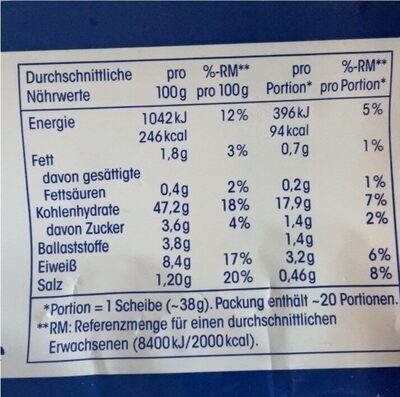 Durchschnittliche pro %-RM** pro %-RM**
Nährwerte 100g pro 100g Portion* pro Portion*
Energie 1042kJ 12% 396kJ 5%
246kcal 94kcal
Fett 1,8g 3% 0,7g 1%
davon gesättigte
Fettsäuren 0,4g 2% 0,2g 1%
Kohlenhydrate 47,2g 18% 17,9g 7%
davon Zucker 3,6g 4% 1,4g 2%
Ballaststoffe 3,8g 1,4g
Eiweiß 8,4g 17% 3,2g 6%
Salz 1,20g 20% 0,46g 8%
*Portion = 1 Scheibe (~38g). Packung enthält ~20 Portionen.
**RM: Referenzmenge für einen durchschnittlichen
Erwachsenen (8400kJ/2000kcal).